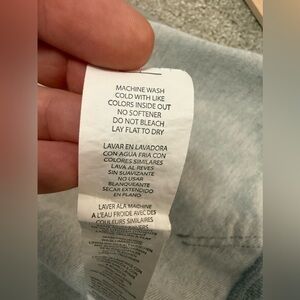 MACHINE WASH
COLD WITH LIKE
COLORS INSIDE OUT
NO SOFTENER
DO NOT BLEACH
LAY FLAT TO DRY
LAVAR EN LAVADORA
CON AGUA FRIA CON
COLORES SIMILARES
LAVA AL REVES
SIN SUAVIZANTE
NO USAR
BLANQUEANTE
SECAR EXTENDIDO
EN PLANO
LAVER ALA MACHINE
A L'EAU FROIDE AVEC DES
COULEURS SIMILAIRES